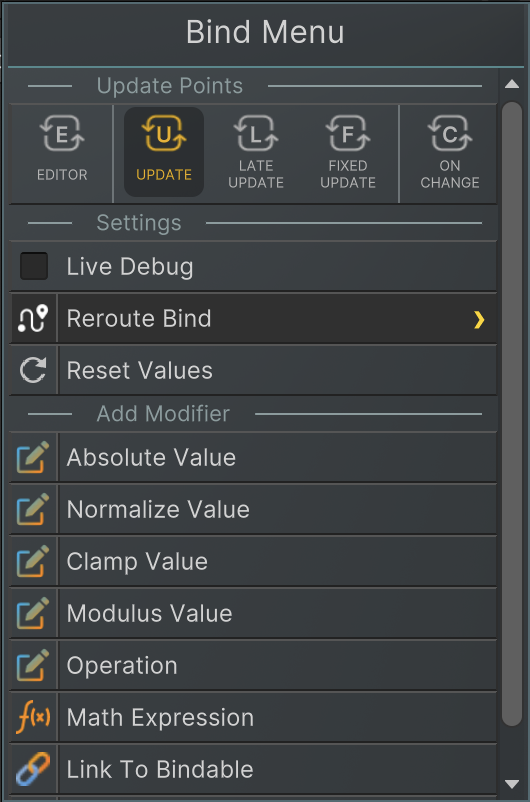 Bind Menu
Update Points
E U L F C
EDITOR UPDATE LATE UPDATE FIXED UPDATE ON CHANGE
Settings
Live Debug
Reroute Bind
Reset Values
Add Modifier
Absolute Value
Normalize Value
Clamp Value
Modulus Value
Operation
f(x) Math Expression
Link To Bindable